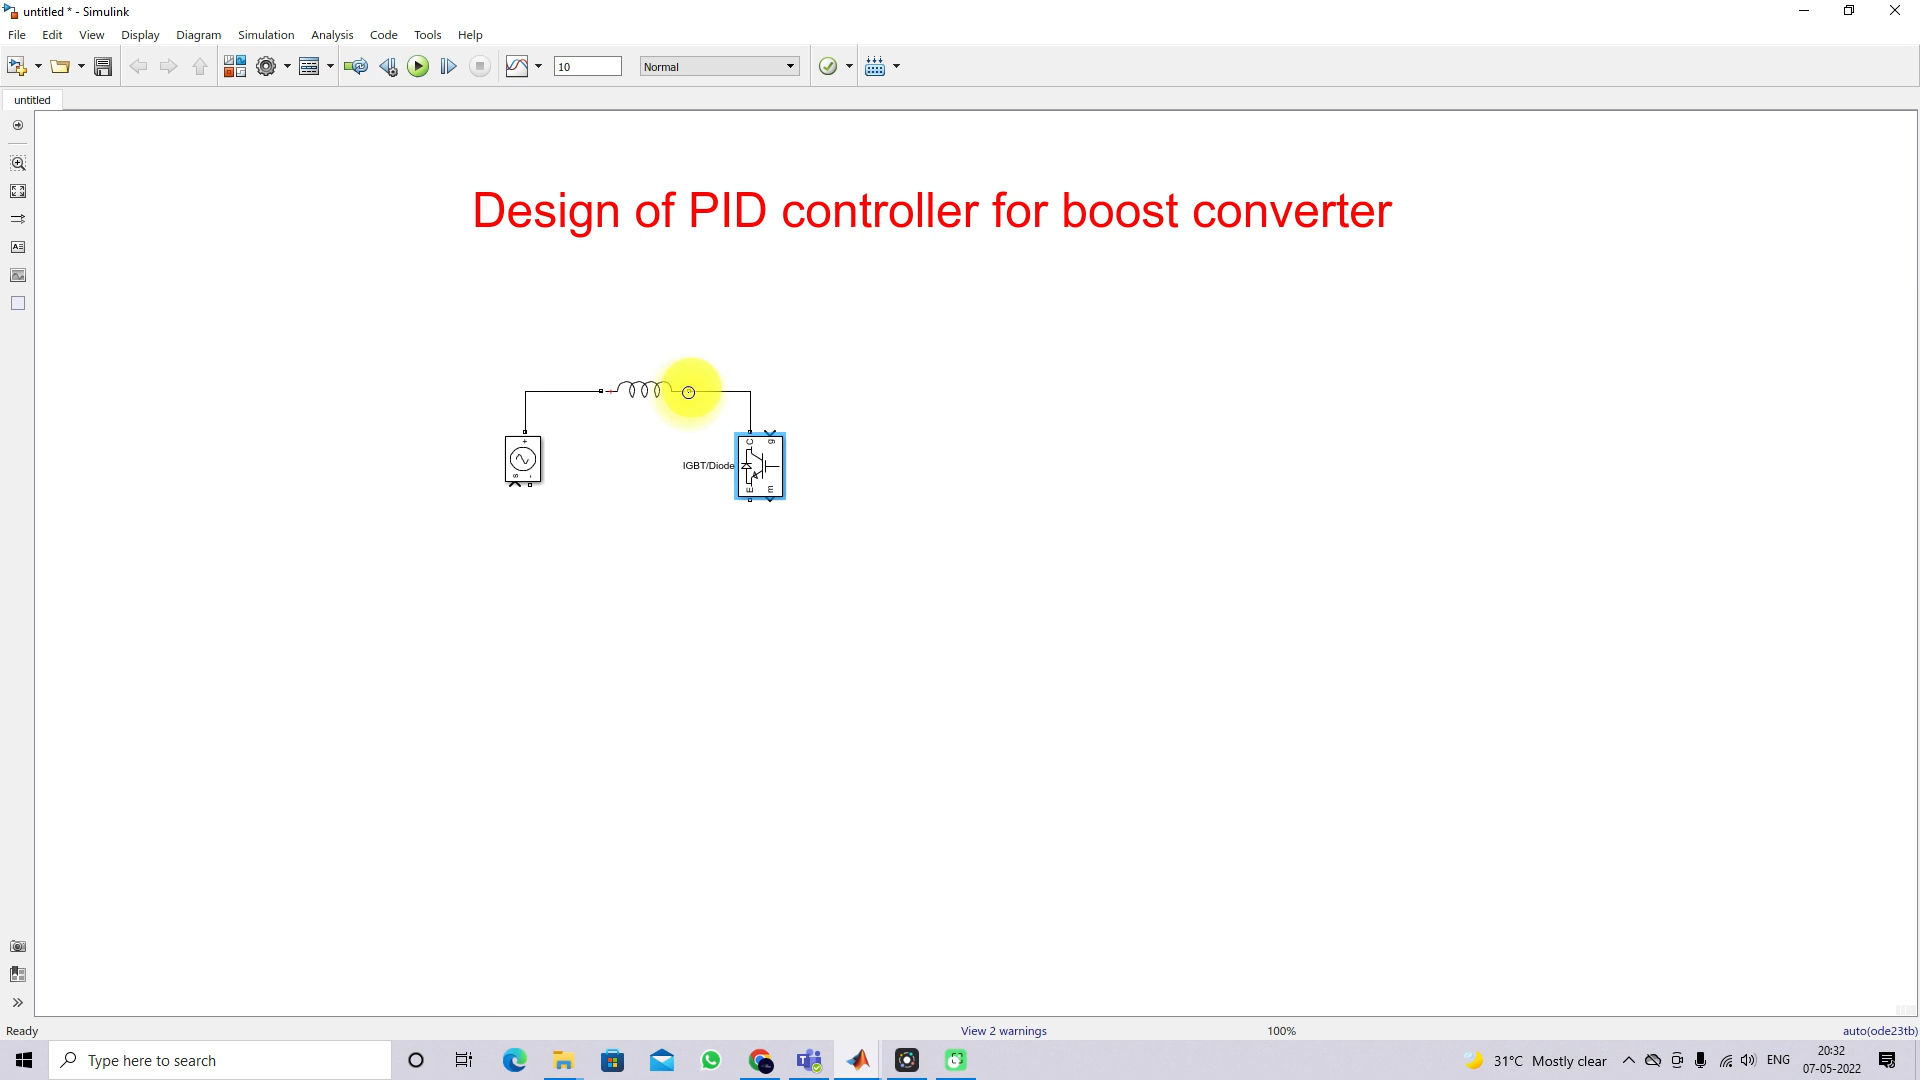 untitled * - Simulink
File Edit View Display Diagram Simulation Analysis Code Tools Help
10 Normal
untitled
Design of PID controller for boost converter
+
s -
C g
IGBT/Diode
E m
Ready View 2 warnings 100% auto(ode23tb)
Type here to search 31°C Mostly clear ENG 20:32
07-05-2022